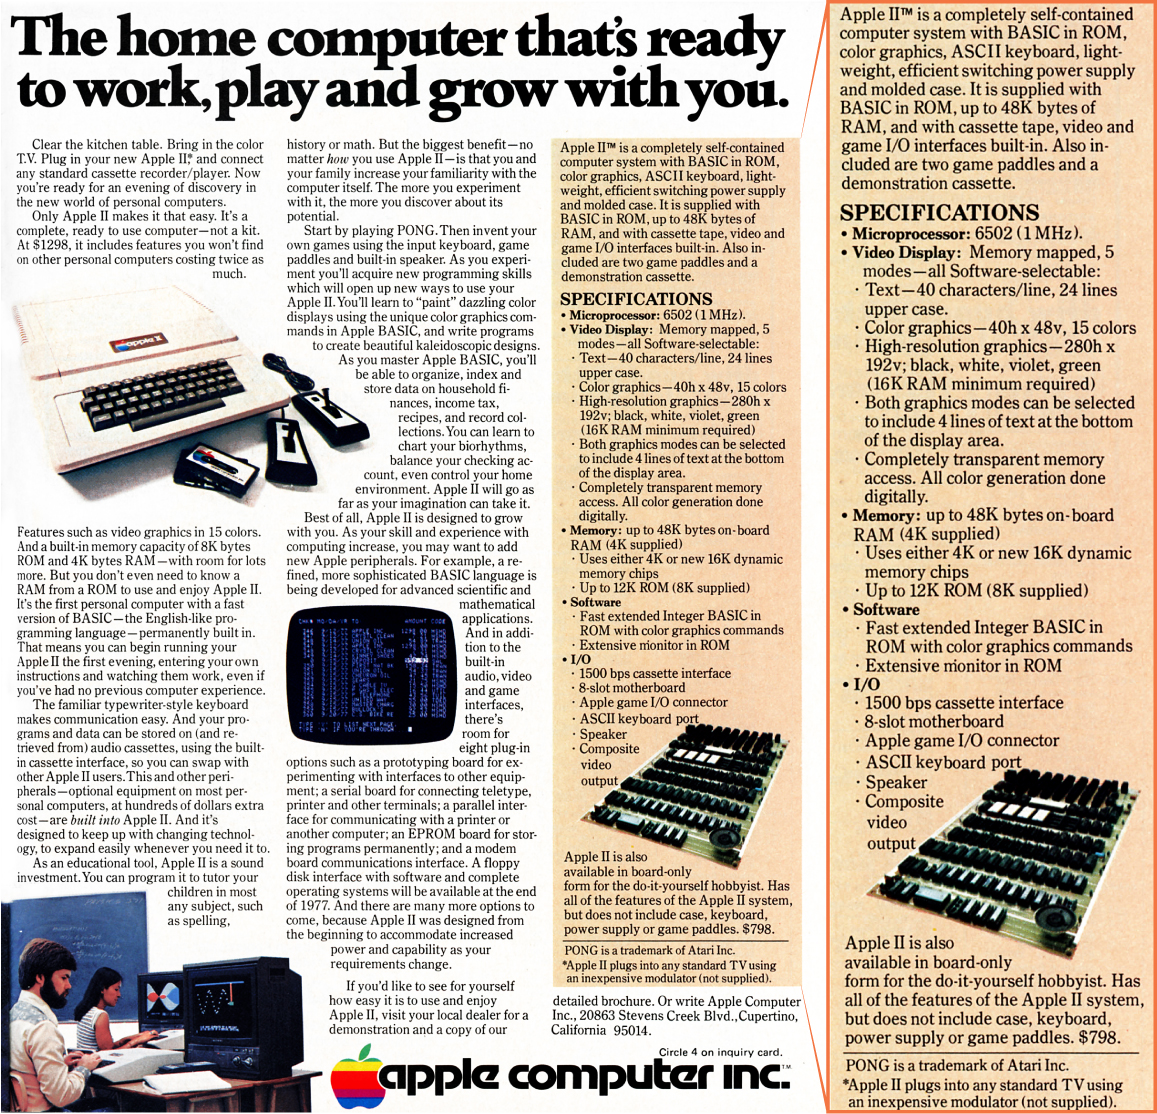 The home computer that's ready
to work, play and grow with you.
Clear the kitchen table. Bring in the color
T.V. Plug in your new Apple II,* and connect
any standard cassette recorder/player. Now
you're ready for an evening of discovery in
the new world of personal computers.
Only Apple II makes it that easy. It's a
complete, ready to use computer—not a kit.
At $1298, it includes features you won't find
on other personal computers costing twice as
much.
apple II
Features such as video graphics in 15 colors.
And a built-in memory capacity of 8K bytes
ROM and 4K bytes RAM—with room for lots
more. But you don't even need to know a
RAM from a ROM to use and enjoy Apple II.
It's the first personal computer with a fast
version of BASIC—the English-like pro-
gramming language—permanently built in.
That means you can begin running your
Apple II the first evening, entering your own
instructions and watching them work, even if
you've had no previous computer experience.
The familiar typewriter-style keyboard
makes communication easy. And your pro-
grams and data can be stored on (and re-
trieved from) audio cassettes, using the built-
in cassette interface, so you can swap with
other Apple II users. This and other peri-
pherals—optional equipment on most per-
sonal computers, at hundreds of dollars extra
cost—are built into Apple II. And it's
designed to keep up with changing technol-
ogy, to expand easily whenever you need it to.
As an educational tool, Apple II is a sound
investment. You can program it to tutor your
children in most
any subject, such
as spelling,
history or math. But the biggest benefit—no
matter how you use Apple II—is that you and
your family increase your familiarity with the
computer itself. The more you experiment
with it, the more you discover about its
potential.
Start by playing PONG. Then invent your
own games using the input keyboard, game
paddles and built-in speaker. As you experi-
ment you'll acquire new programming skills
which will open up new ways to use your
Apple II. You'll learn to "paint" dazzling color
displays using the unique color graphics com-
mands in Apple BASIC, and write programs
to create beautiful kaleidoscopic designs.
As you master Apple BASIC, you'll
be able to organize, index and
store data on household fi-
nances, income tax,
recipes, and record col-
lections. You can learn to
chart your biorhythms,
balance your checking ac-
count, even control your home
environment. Apple II will go as
far as your imagination can take it.
Best of all, Apple II is designed to grow
with you. As your skill and experience with
computing increase, you may want to add
new Apple peripherals. For example, a re-
fined, more sophisticated BASIC language is
being developed for advanced scientific and
mathematical
applications.
And in addi-
tion to the
built-in
audio, video
and game
interfaces,
there's
room for
eight plug-in
CHK# MO/DA/YR TO AMOUNT CODE
options such as a prototyping board for ex-
perimenting with interfaces to other equip-
ment; a serial board for connecting teletype,
printer and other terminals; a parallel inter-
face for communicating with a printer or
another computer; an EPROM board for stor-
ing programs permanently; and a modem
board communications interface. A floppy
disk interface with software and complete
operating systems will be available at the end
of 1977. And there are many more options to
come, because Apple II was designed from
the beginning to accommodate increased
power and capability as your
requirements change.
If you'd like to see for yourself
how easy it is to use and enjoy
Apple II, visit your local dealer for a
demonstration and a copy of our
Apple II™ is a completely self-contained
computer system with BASIC in ROM,
color graphics, ASCII keyboard, light-
weight, efficient switching power supply
and molded case. It is supplied with
BASIC in ROM, up to 48K bytes of
RAM, and with cassette tape, video and
game I/O interfaces built-in. Also in-
cluded are two game paddles and a
demonstration cassette.
SPECIFICATIONS
• Microprocessor: 6502 (1 MHz).
• Video Display: Memory mapped, 5
modes—all Software-selectable:
· Text—40 characters/line, 24 lines
upper case.
· Color graphics—40h x 48v, 15 colors
· High-resolution graphics—280h x
192v; black, white, violet, green
(16K RAM minimum required)
· Both graphics modes can be selected
to include 4 lines of text at the bottom
of the display area.
· Completely transparent memory
access. All color generation done
digitally.
• Memory: up to 48K bytes on-board
RAM (4K supplied)
· Uses either 4K or new 16K dynamic
memory chips
· Up to 12K ROM (8K supplied)
• Software
· Fast extended Integer BASIC in
ROM with color graphics commands
· Extensive monitor in ROM
• I/O
· 1500 bps cassette interface
· 8-slot motherboard
· Apple game I/O connector
· ASCII keyboard port
· Speaker
· Composite
video
output
Apple II is also
available in board-only
form for the do-it-yourself hobbyist. Has
all of the features of the Apple II system,
but does not include case, keyboard,
power supply or game paddles. $798.
PONG is a trademark of Atari Inc.
*Apple II plugs into any standard TV using
an inexpensive modulator (not supplied).
detailed brochure. Or write Apple Computer
Inc., 20863 Stevens Creek Blvd., Cupertino,
California 95014.
Circle 4 on inquiry card.
apple computer inc.™
Apple II™ is a completely self-contained
computer system with BASIC in ROM,
color graphics, ASCII keyboard, light-
weight, efficient switching power supply
and molded case. It is supplied with
BASIC in ROM, up to 48K bytes of
RAM, and with cassette tape, video and
game I/O interfaces built-in. Also in-
cluded are two game paddles and a
demonstration cassette.
SPECIFICATIONS
• Microprocessor: 6502 (1 MHz).
• Video Display: Memory mapped, 5
modes—all Software-selectable:
· Text—40 characters/line, 24 lines
upper case.
· Color graphics—40h x 48v, 15 colors
· High-resolution graphics—280h x
192v; black, white, violet, green
(16K RAM minimum required)
· Both graphics modes can be selected
to include 4 lines of text at the bottom
of the display area.
· Completely transparent memory
access. All color generation done
digitally.
• Memory: up to 48K bytes on-board
RAM (4K supplied)
· Uses either 4K or new 16K dynamic
memory chips
· Up to 12K ROM (8K supplied)
• Software
· Fast extended Integer BASIC in
ROM with color graphics commands
· Extensive monitor in ROM
• I/O
· 1500 bps cassette interface
· 8-slot motherboard
· Apple game I/O connector
· ASCII keyboard port
· Speaker
· Composite
video
output
Apple II is also
available in board-only
form for the do-it-yourself hobbyist. Has
all of the features of the Apple II system,
but does not include case, keyboard,
power supply or game paddles. $798.
PONG is a trademark of Atari Inc.
*Apple II plugs into any standard TV using
an inexpensive modulator (not supplied).